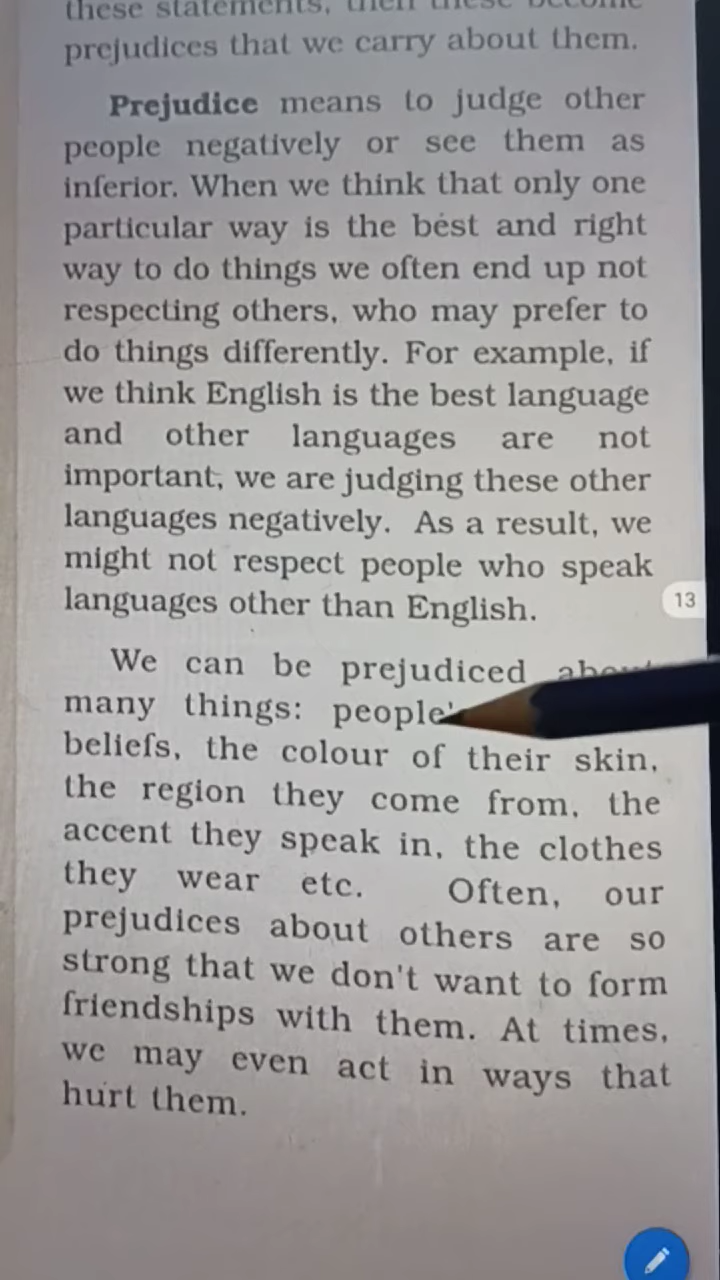 these statements, then these become
prejudices that we carry about them.
Prejudice means to judge other
people negatively or see them as
inferior. When we think that only one
particular way is the best and right
way to do things we often end up not
respecting others, who may prefer to
do things differently. For example, if
we think English is the best language
and other languages are not
important, we are judging these other
languages negatively. As a result, we
might not respect people who speak
languages other than English.
13
We can be prejudiced about
many things: people's
beliefs, the colour of their skin,
the region they come from, the
accent they speak in, the clothes
they wear etc. Often, our
prejudices about others are so
strong that we don't want to form
friendships with them. At times,
we may even act in ways that
hurt them.